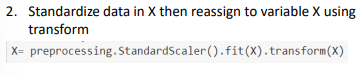 2. Standardize data in X then reassign to variable X using
transform
X= preprocessing.StandardScaler().fit(X).transform(X)